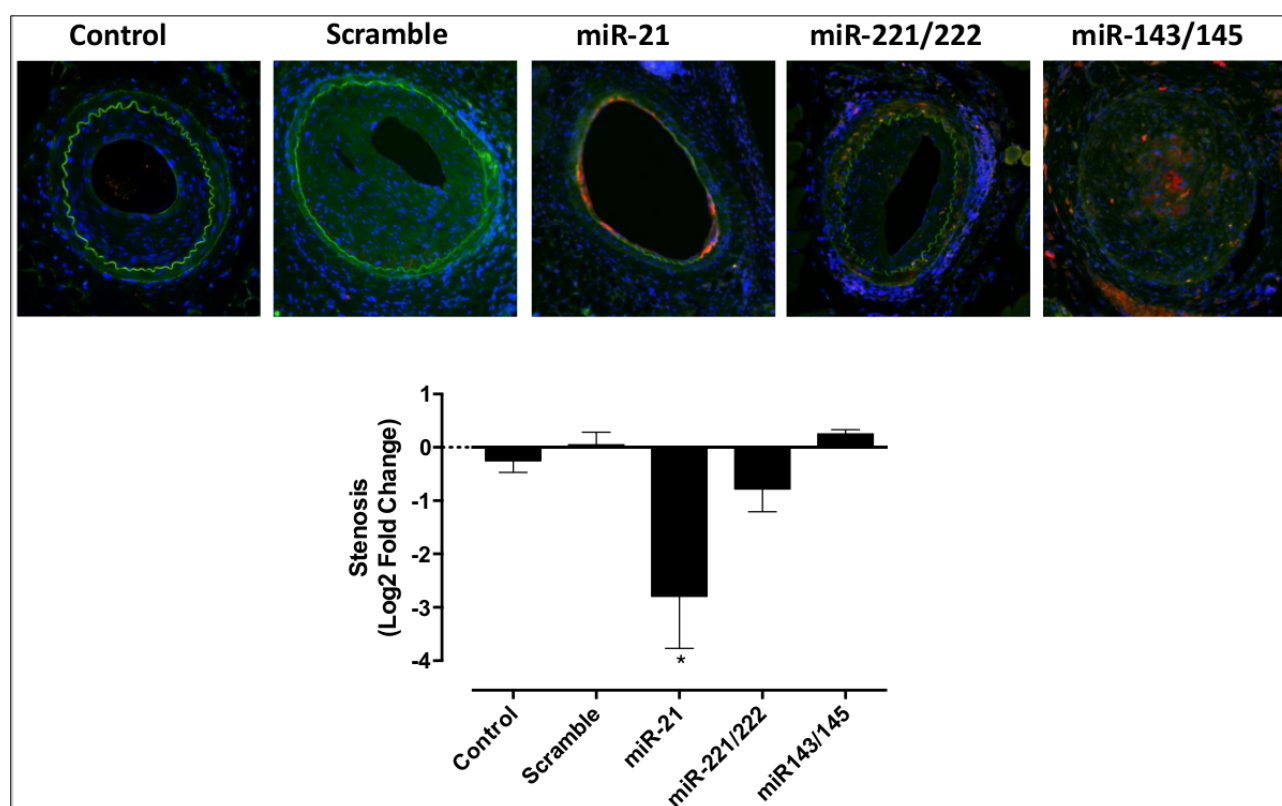 Control
Scramble
miR-21
miR-221/222
miR-143/145
Stenosis
(Log2 Fold Change)
1
0
-1
-2
-3
-4
*
Control
Scramble
miR-21
miR-221/222
miR143/145